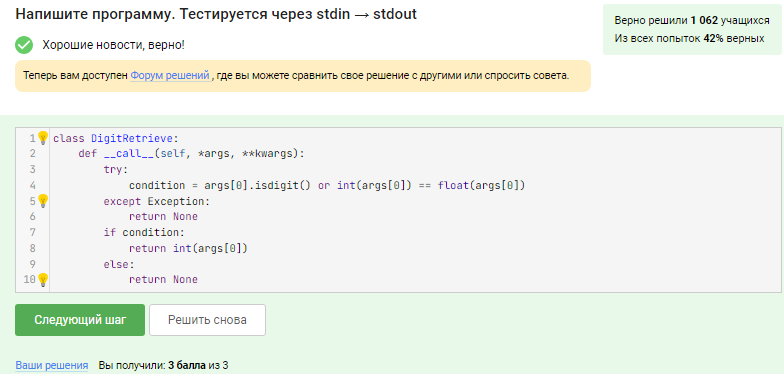 Напишите программу. Тестируется через stdin → stdout
Верно решили 1 062 учащихся
Из всех попыток 42% верных
Хорошие новости, верно!
Теперь вам доступен Форум решений , где вы можете сравнить свое решение с другими или спросить совета.
1 class DigitRetrieve:
2     def __call__(self, *args, **kwargs):
3         try:
4             condition = args[0].isdigit() or int(args[0]) == float(args[0])
5         except Exception:
6             return None
7         if condition:
8             return int(args[0])
9         else:
10             return None
Следующий шаг Решить снова
Ваши решения Вы получили: 3 балла из 3